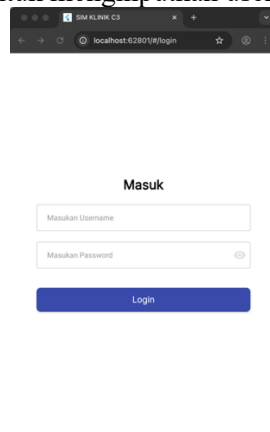 SIM KLINIK C3
localhost:62801/#/login
Masuk
Masukan Username
Masukan Password
Login